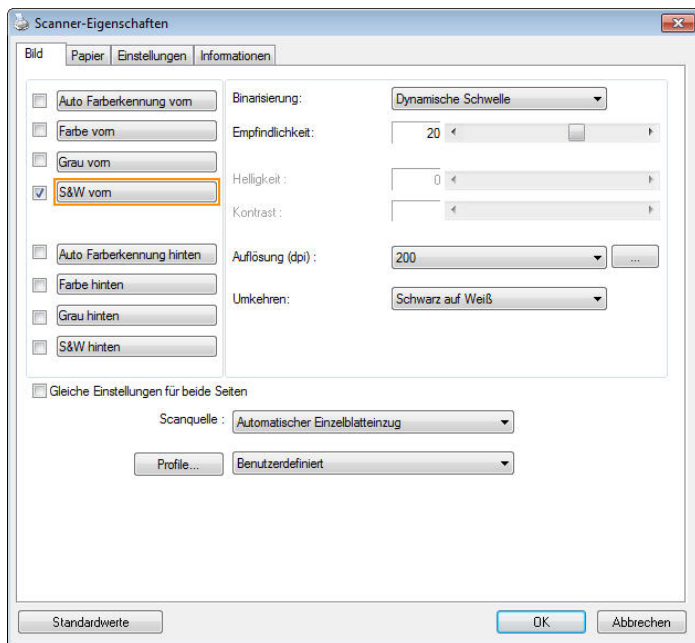 Scanner-Eigenschaften
Bild Papier Einstellungen Informationen
Auto Farberkennung vorn
Farbe vorn
Grau vorn
S&W vorn
Auto Farberkennung hinten
Farbe hinten
Grau hinten
S&W hinten
Binarisierung: Dynamische Schwelle
Empfindlichkeit: 20
Helligkeit : 0
Kontrast :
Auflösung (dpi) : 200 ...
Umkehren: Schwarz auf Weiß
Gleiche Einstellungen für beide Seiten
Scanquelle : Automatischer Einzelblatteinzug
Profile... Benutzerdefiniert
Standardwerte OK Abbrechen